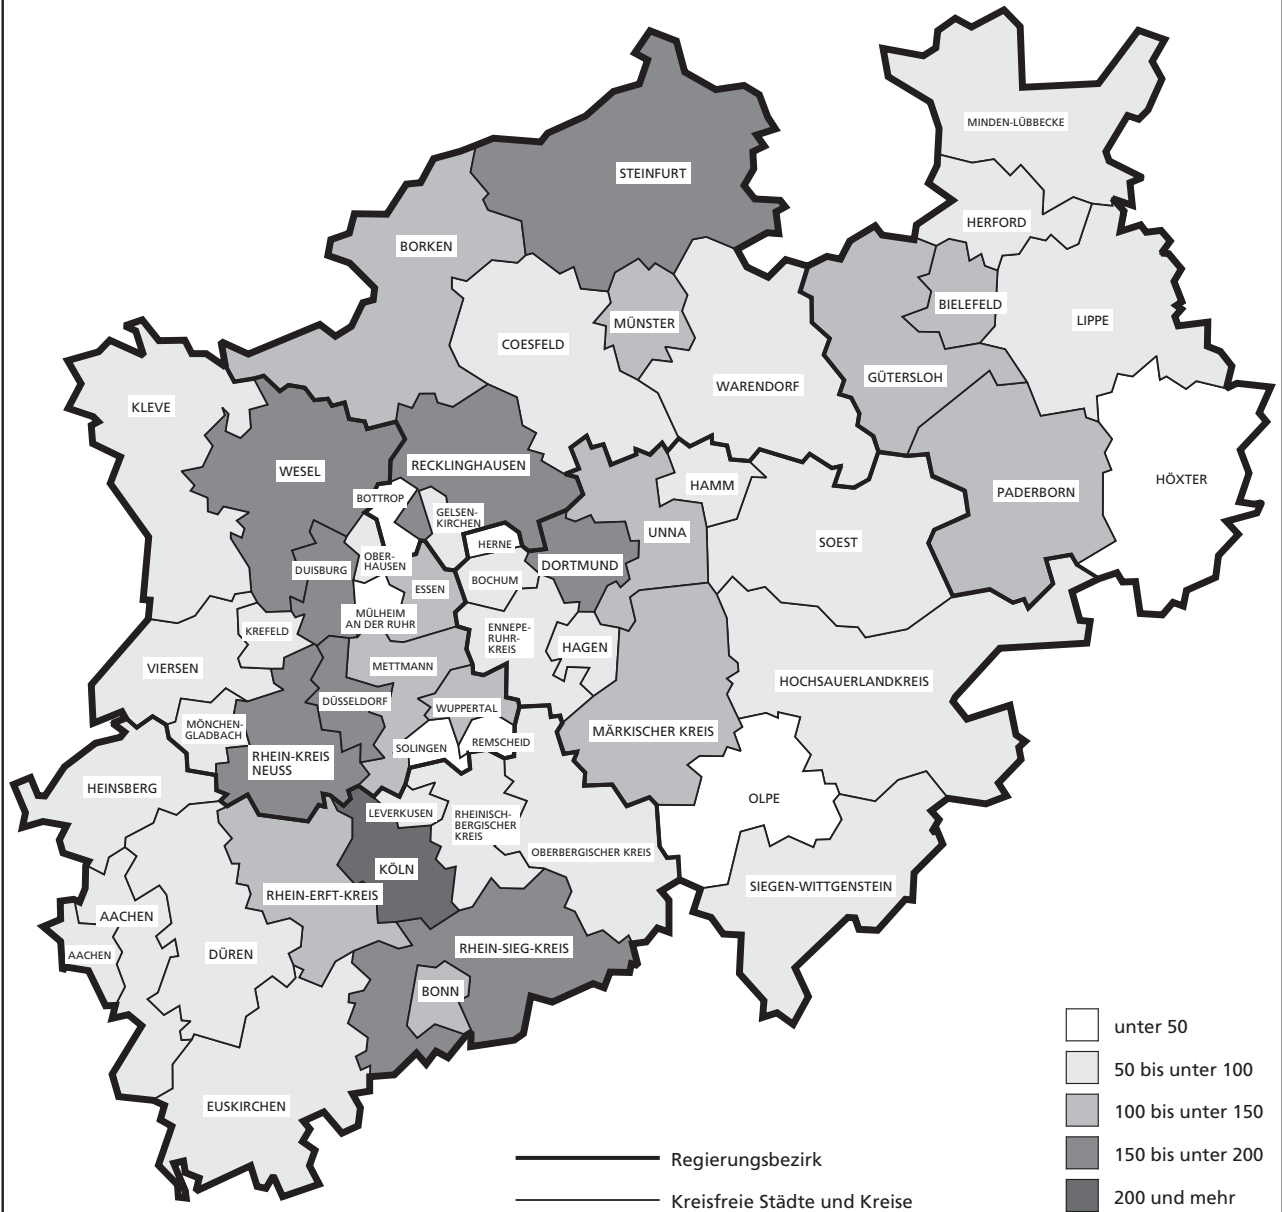 MINDEN-LÜBBECKE
STEINFURT
HERFORD
BORKEN
BIELEFELD
MÜNSTER
LIPPE
COESFELD
GÜTERSLOH
WARENDORF
KLEVE
RECKLINGHAUSEN
WESEL
HÖXTER
HAMM
PADERBORN
BOTTROP
GELSEN-
KIRCHEN
UNNA
SOEST
HERNE
OBER-
HAUSEN
DORTMUND
DUISBURG
BOCHUM
ESSEN
MÜLHEIM
AN DER RUHR
KREFELD
ENNEPE-
RUHR-
KREIS
HAGEN
VIERSEN
METTMANN
HOCHSAUERLANDKREIS
DÜSSELDORF
WUPPERTAL
MÖNCHEN-
GLADBACH
MÄRKISCHER KREIS
SOLINGEN
REMSCHEID
RHEIN-KREIS
NEUSS
HEINSBERG
OLPE
LEVERKUSEN
RHEINISCH-
BERGISCHER
KREIS
OBERBERGISCHER KREIS
KÖLN
SIEGEN-WITTGENSTEIN
RHEIN-ERFT-KREIS
AACHEN
RHEIN-SIEG-KREIS
AACHEN
DÜREN
BONN
EUSKIRCHEN
unter 50
50 bis unter 100
100 bis unter 150
150 bis unter 200
200 und mehr
Regierungsbezirk
Kreisfreie Städte und Kreise